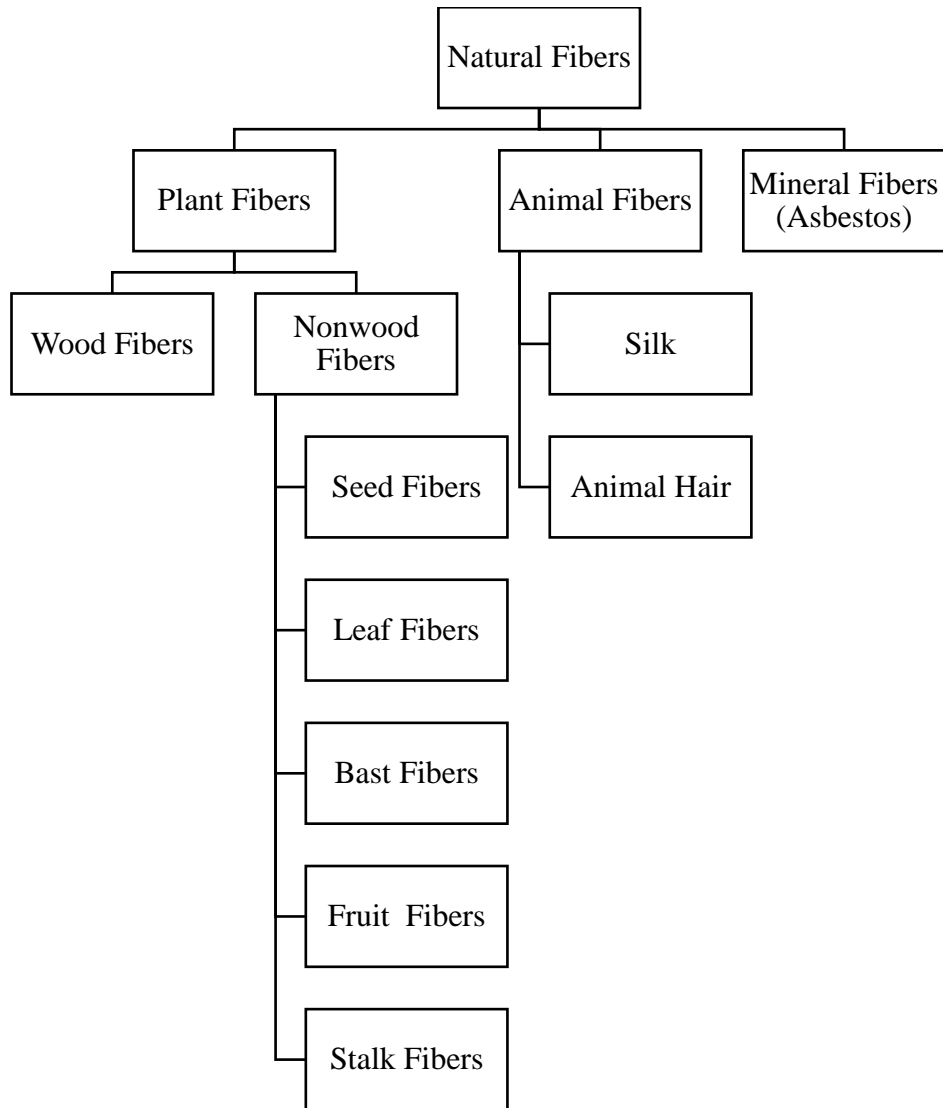 Natural Fibers
Plant Fibers
Animal Fibers
Mineral Fibers
(Asbestos)
Wood Fibers
Nonwood
Fibers
Silk
Seed Fibers
Animal Hair
Leaf Fibers
Bast Fibers
Fruit  Fibers
Stalk Fibers